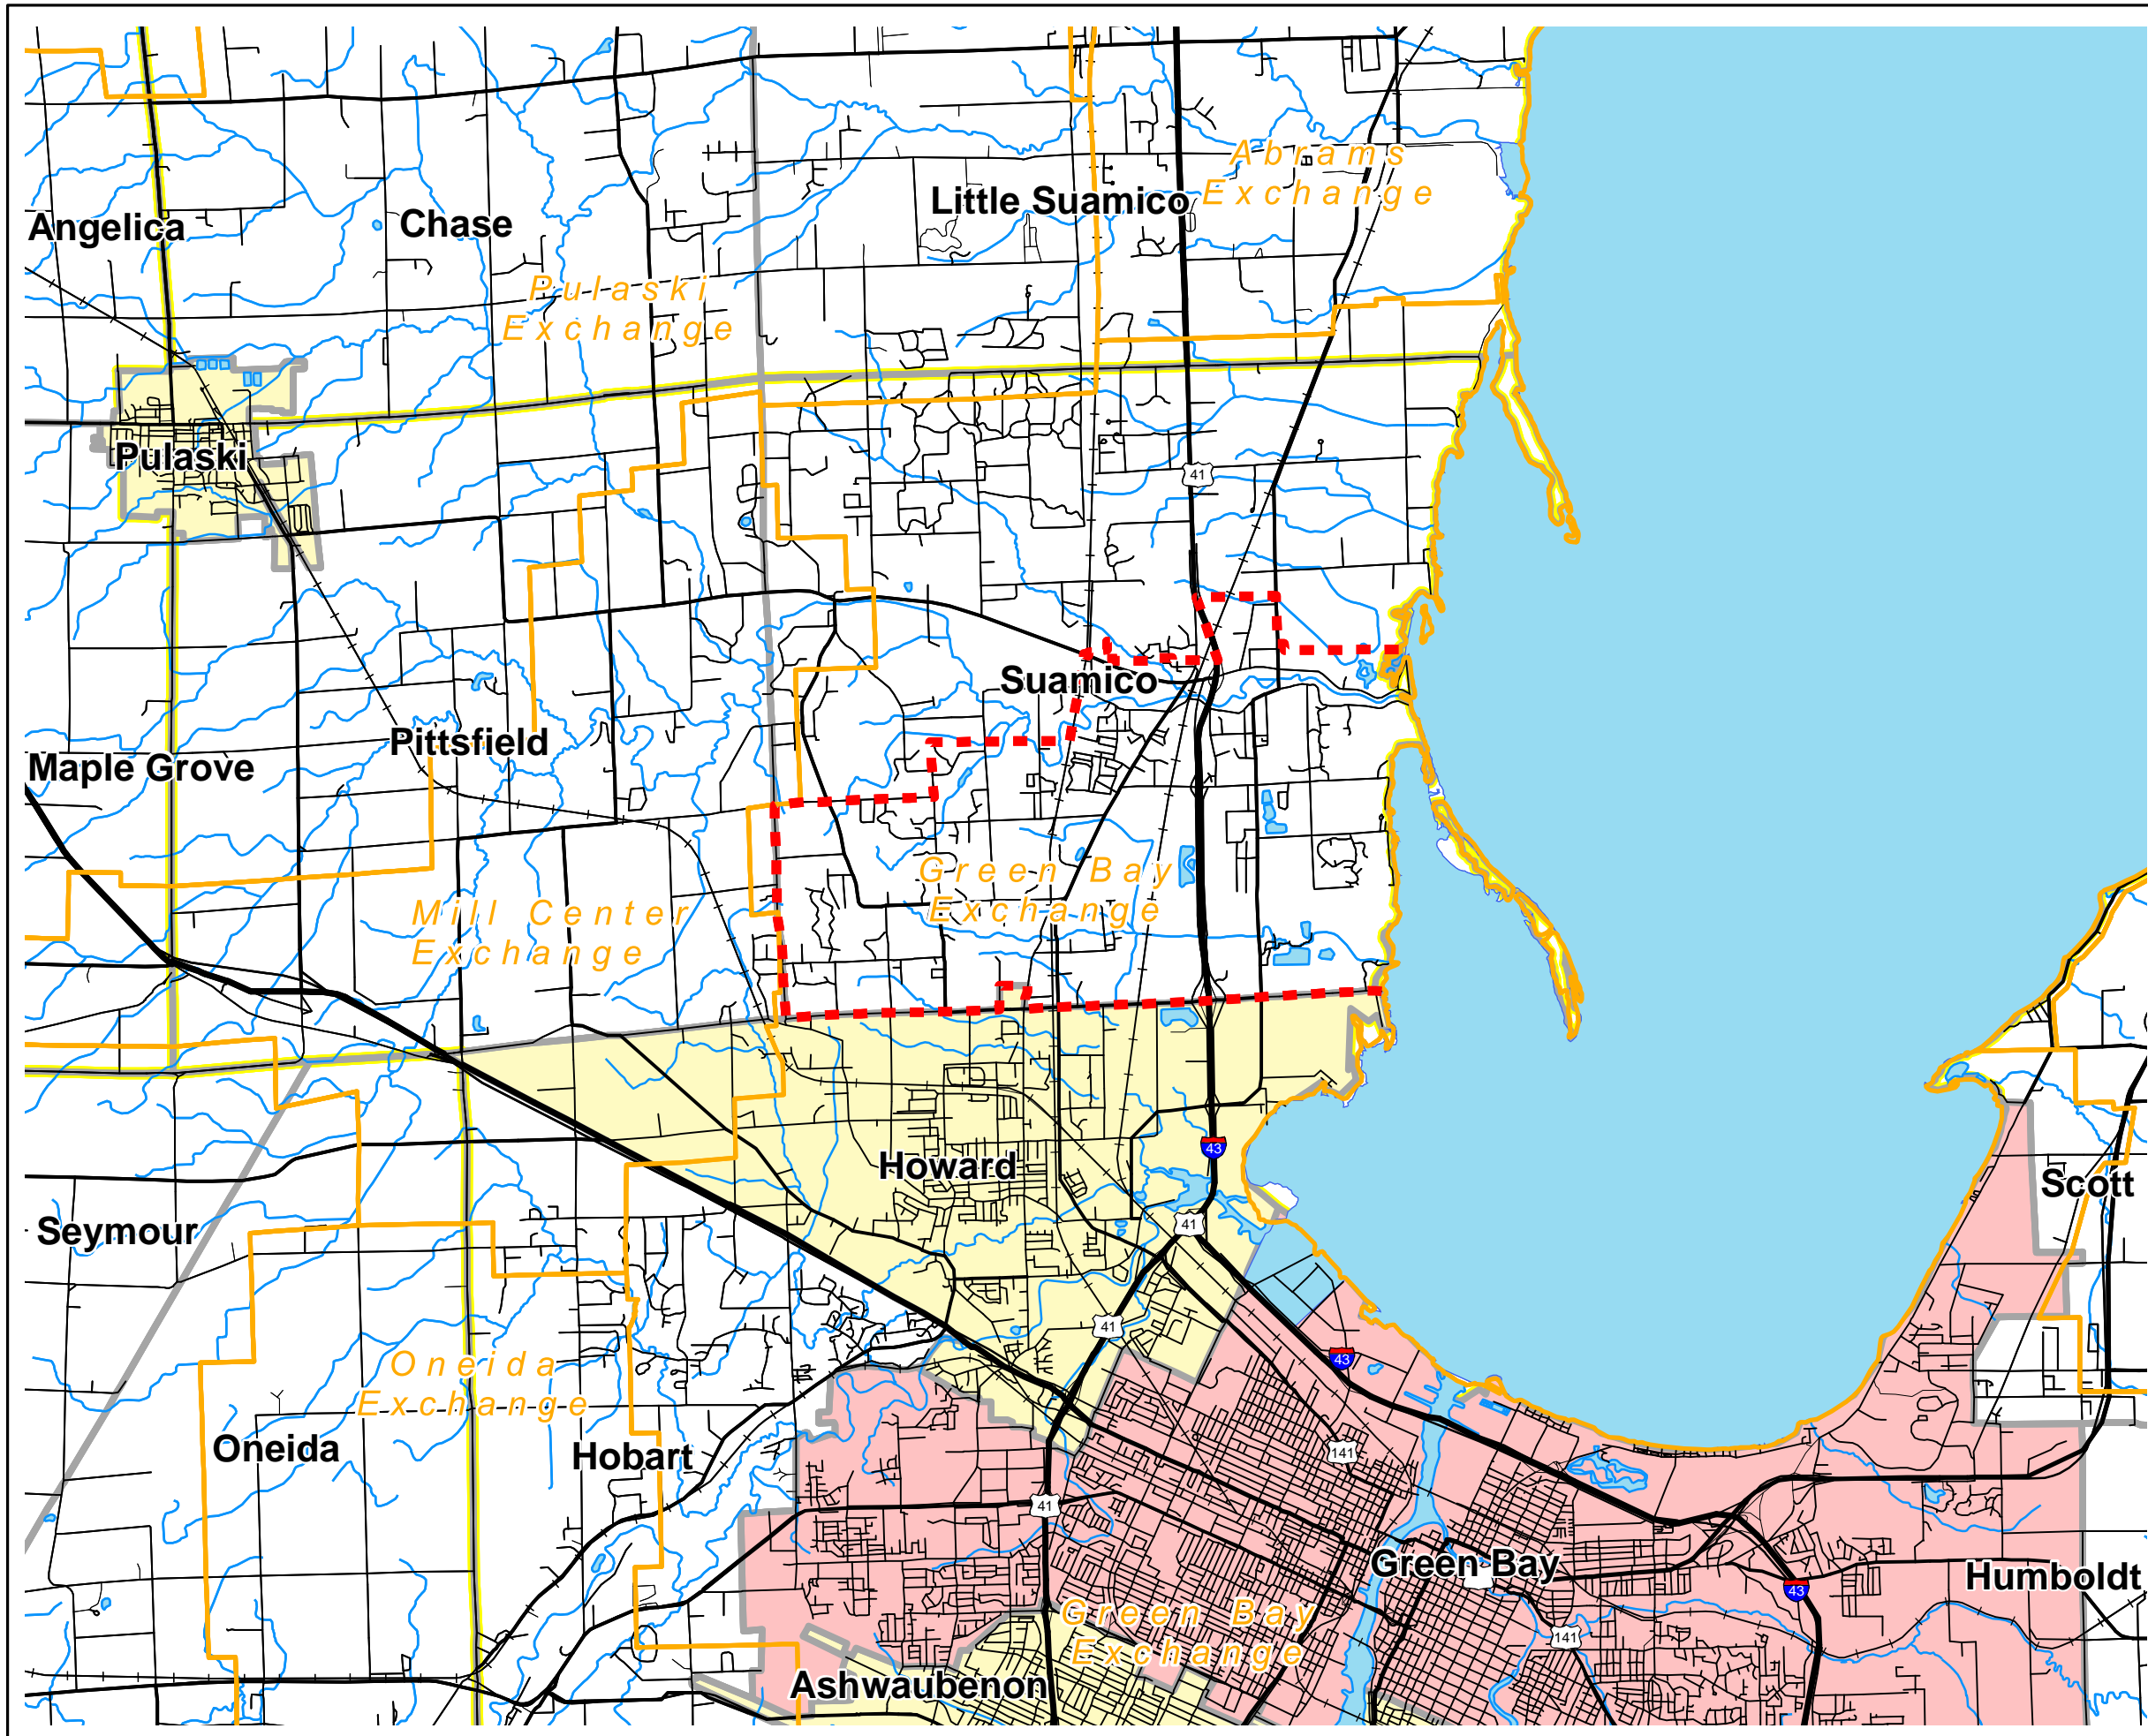 Abrams
Exchange
Little Suamico
Angelica
Chase
Pulaski
Exchange
Pulaski
41
Suamico
Pittsfield
Maple Grove
Green Bay
Exchange
Mill Center
Exchange
43
Howard
Scott
41
Seymour
41
43
Oneida
Exchange
Oneida
Hobart
141
41
Green Bay
Humboldt
43
Green Bay
Exchange
141
Ashwaubenon